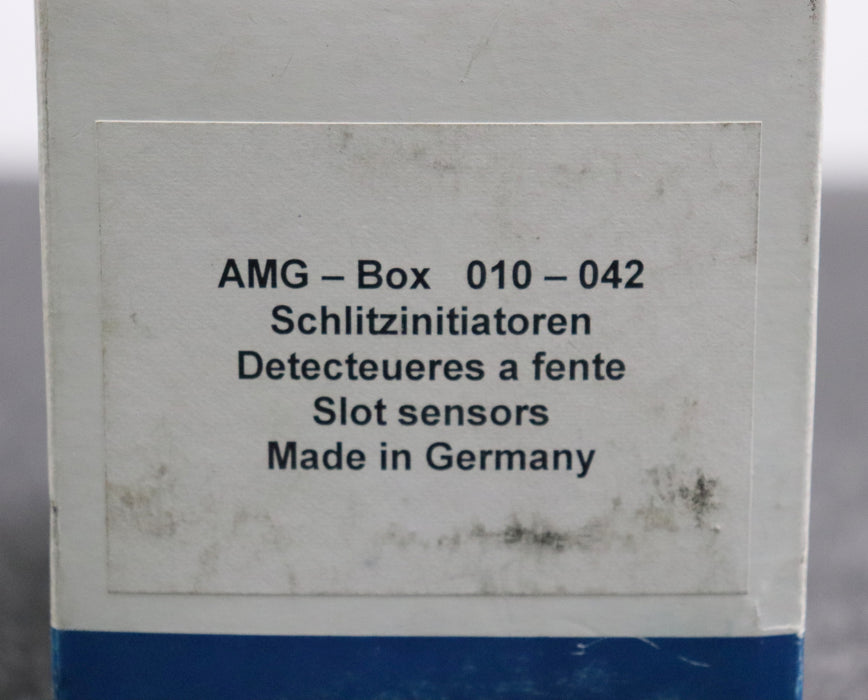 AMG – Box 010 – 042
Schlitzinitiatoren
Detecteueres a fente
Slot sensors
Made in Germany